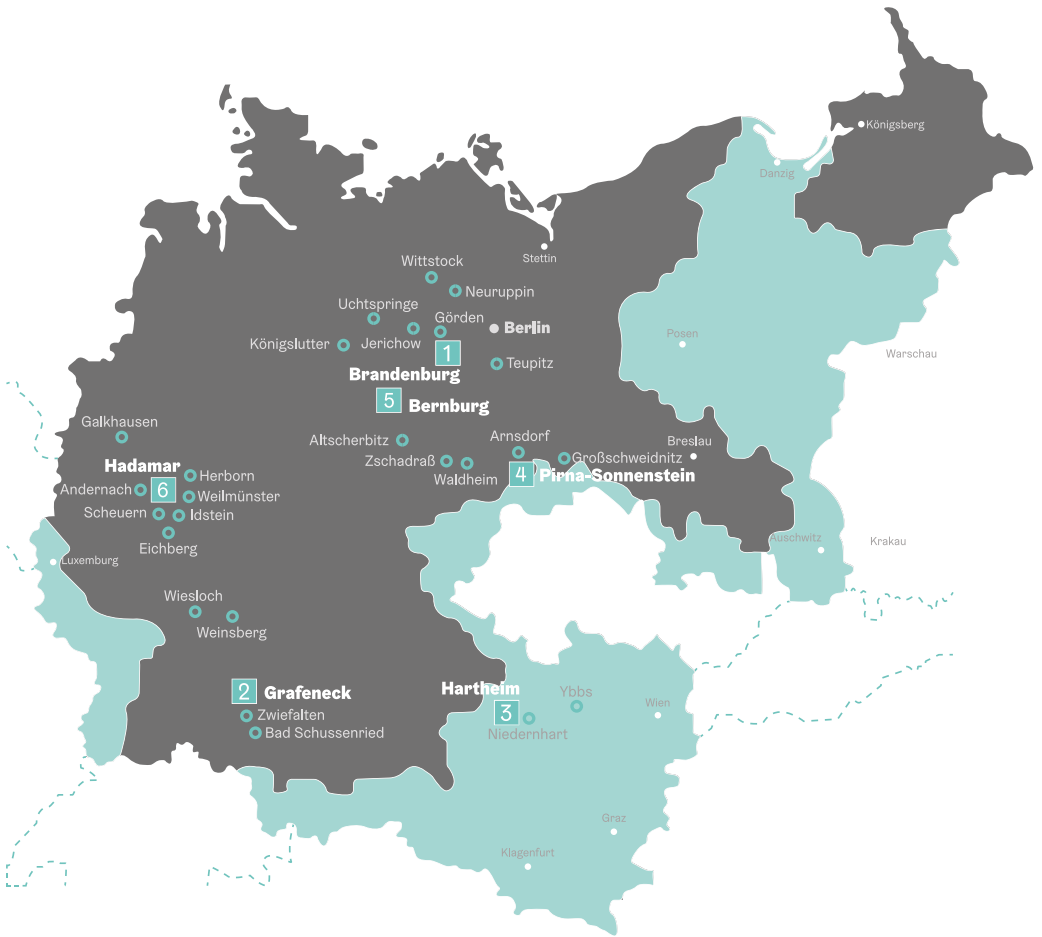 Königsberg
Danzig
Stettin
Wittstock
Neuruppin
Uchtspringe
Görden
Berlin
Posen
Königslutter
Jerichow
1
Teupitz
Warschau
Brandenburg
5
Bernburg
Galkhausen
Altscherbitz
Arnsdorf
Breslau
Zschadraß
Großschweidnitz
Hadamar
Herborn
Waldheim
4
Pirna-Sonnenstein
Andernach
6
Weilmünster
Scheuern
Idstein
Eichberg
Auschwitz
Krakau
Luxemburg
Wiesloch
Weinsberg
2
Grafeneck
Hartheim
Ybbs
Zwiefalten
3
Wien
Bad Schussenried
Niedernhart
Graz
Klagenfurt